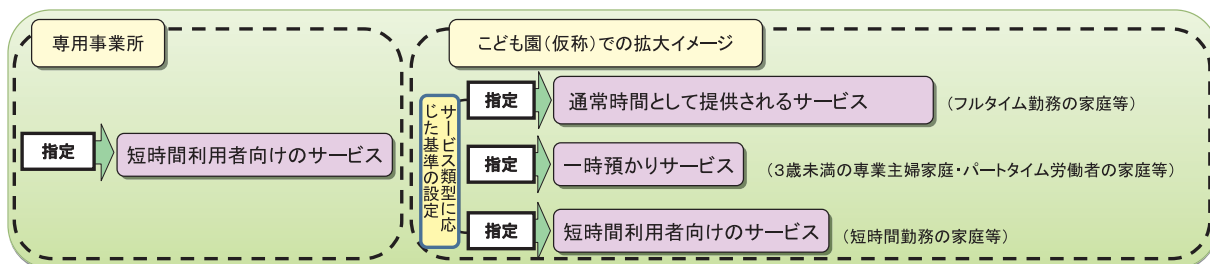 専用事業所
指定
短時間利用者向けのサービス
こども園(仮称)での拡大イメージ
サービス類型に応
じた基準の設定
指定
通常時間として提供されるサービス
(フルタイム勤務の家庭等)
指定
一時預かりサービス
(3歳未満の専業主婦家庭・パートタイム労働者の家庭等)
指定
短時間利用者向けのサービス
(短時間勤務の家庭等)